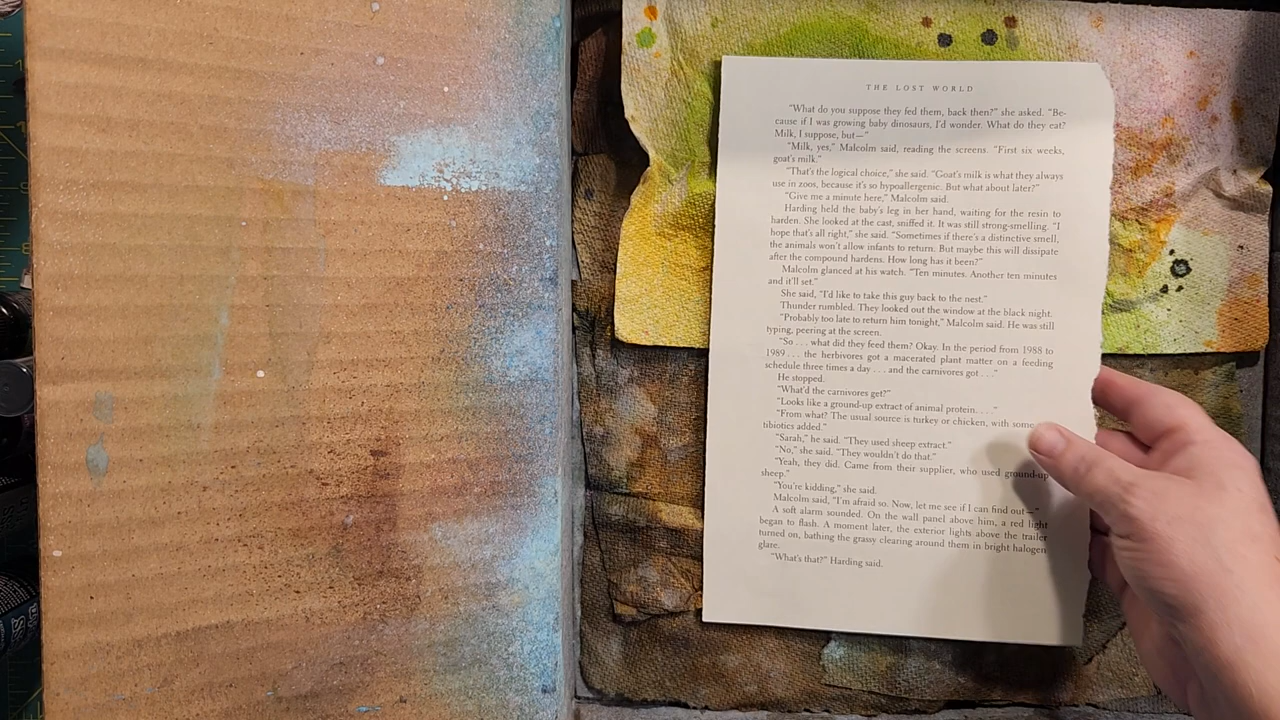 THE LOST WORLD
“What do you suppose they fed them, back then?” she asked. “Be-
cause if I was growing baby dinosaurs, I’d wonder. What do they eat?
Milk, I suppose, but—”
“Milk, yes,” Malcolm said, reading the screens. “First six weeks,
goat’s milk.”
“That’s the logical choice,” she said. “Goat’s milk is what they always
use in zoos, because it’s so hypoallergenic. But what about later?”
“Give me a minute here,” Malcolm said.
Harding held the baby’s leg in her hand, waiting for the resin to
harden. She looked at the cast, sniffed it. It was still strong-smelling. “I
hope that’s all right,” she said. “Sometimes if there’s a distinctive smell,
the animals won’t allow infants to return. But maybe this will dissipate
after the compound hardens. How long has it been?”
Malcolm glanced at his watch. “Ten minutes. Another ten minutes
and it’ll set.”
She said, “I’d like to take this guy back to the nest.”
Thunder rumbled. They looked out the window at the black night.
“Probably too late to return him tonight,” Malcolm said. He was still
typing, peering at the screen.
“So . . . what did they feed them? Okay. In the period from 1988 to
1989 . . . the herbivores got a macerated plant matter on a feeding
schedule three times a day . . . and the carnivores got . . .”
He stopped.
“What’d the carnivores get?”
“Looks like a ground-up extract of animal protein. . . .”
“From what? The usual source is turkey or chicken, with some
tibiotics added.”
“Sarah,” he said. “They used sheep extract.”
“No,” she said. “They wouldn’t do that.”
“Yeah, they did. Came from their supplier, who used ground-up
sheep.”
“You’re kidding,” she said.
Malcolm said, “I’m afraid so. Now, let me see if I can find out—”
A soft alarm sounded. On the wall panel above him, a red light
began to flash. A moment later, the exterior lights above the trailer
turned on, bathing the grassy clearing around them in bright halogen
glare.
“What’s that?” Harding said.